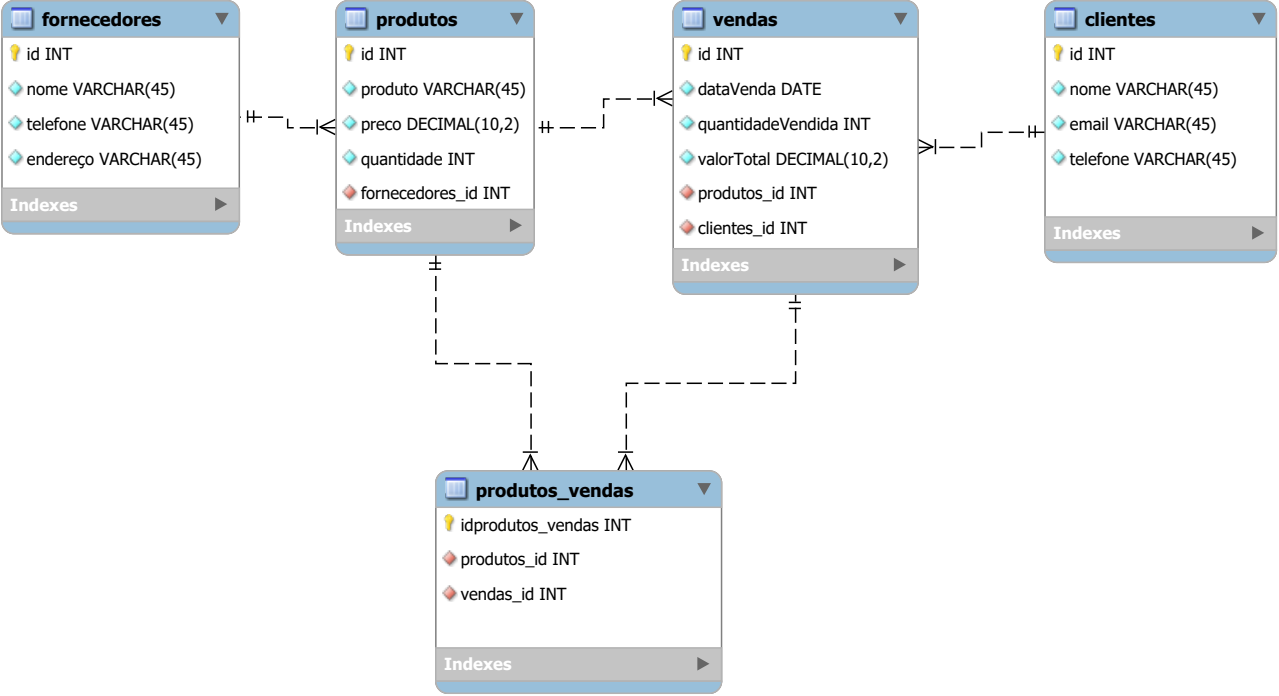 fornecedores
id INT
nome VARCHAR(45)
telefone VARCHAR(45)
endereço VARCHAR(45)
Indexes
produtos
id INT
produto VARCHAR(45)
preco DECIMAL(10,2)
quantidade INT
fornecedores_id INT
Indexes
vendas
id INT
dataVenda DATE
quantidadeVendida INT
valorTotal DECIMAL(10,2)
produtos_id INT
clientes_id INT
Indexes
clientes
id INT
nome VARCHAR(45)
email VARCHAR(45)
telefone VARCHAR(45)
Indexes
produtos_vendas
idprodutos_vendas INT
produtos_id INT
vendas_id INT
Indexes